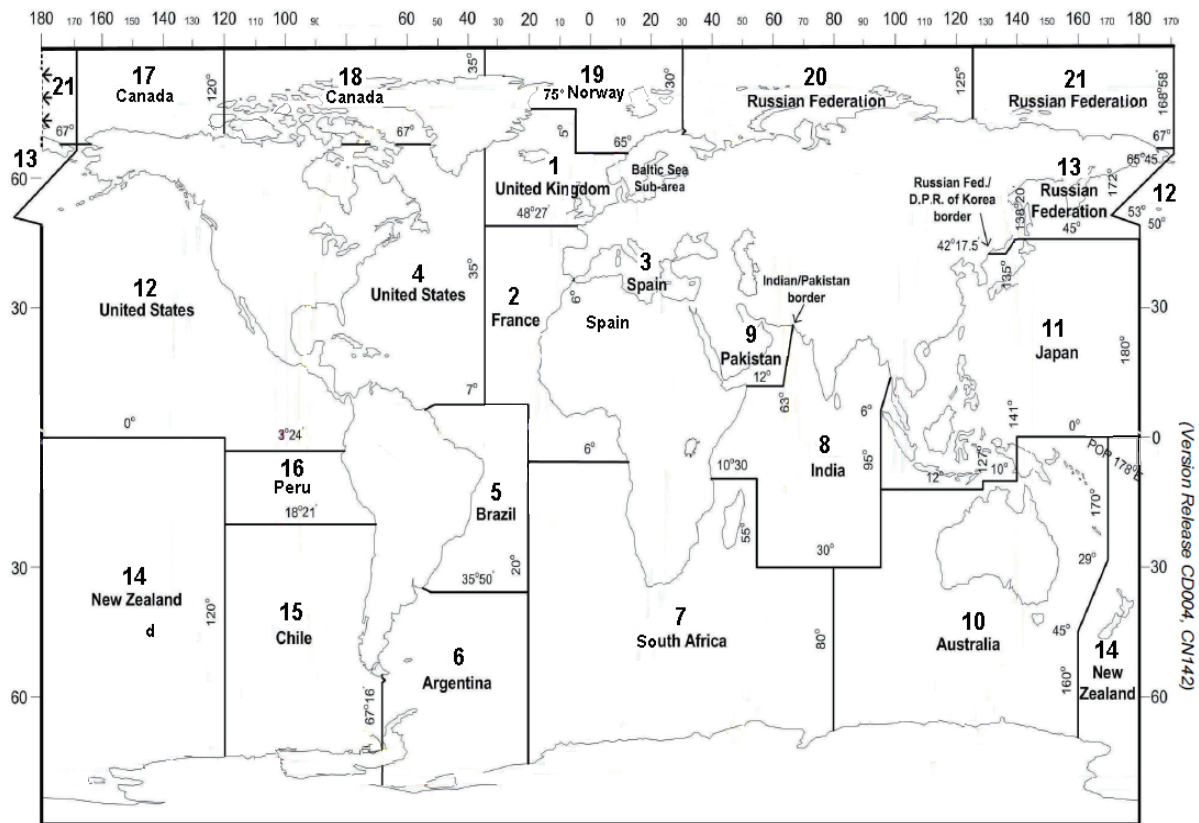 180 170 160 150 140 130 120 110 100 90 80 70 60 50 40 30 20 10 0 10 20 30 40 50 60 70 80 90 100 110 120 130 140 150 160 170 180 170
21
17
Canada
120°
18
Canada
35°
19
75° Norway
30°
20
Russian Federation
125°
21
Russian Federation
168°58'
67°
67°
5°
65°
67°
13
60
1
United Kingdom
Baltic Sea
Sub-area
48°27'
Russian Fed./
D.P.R. of Korea
border
42°17.5'
138°20'
13
Russian
Federation
172°
65°45'
12
53°
50°
45°
135°
12
United States
30
4
United States
35°
2
France
6°
3
Spain
Spain
Indian/Pakistan
border
9
Pakistan
12°
63°
11
Japan
180°
30
7°
0°
3°24'
16
Peru
18°21'
6°
10°30
8
India
6°
95°
12°
127°
10°
141°
0°
0
POR 178°E
170°
5
Brazil
20°
35°50'
55°
30°
29°
30
30
14
New Zealand
d
120°
15
Chile
6
Argentina
67°16'
7
South Africa
80°
10
Australia
45°
160°
14
New
Zealand
60
60
(Version Release CD004, CN142)